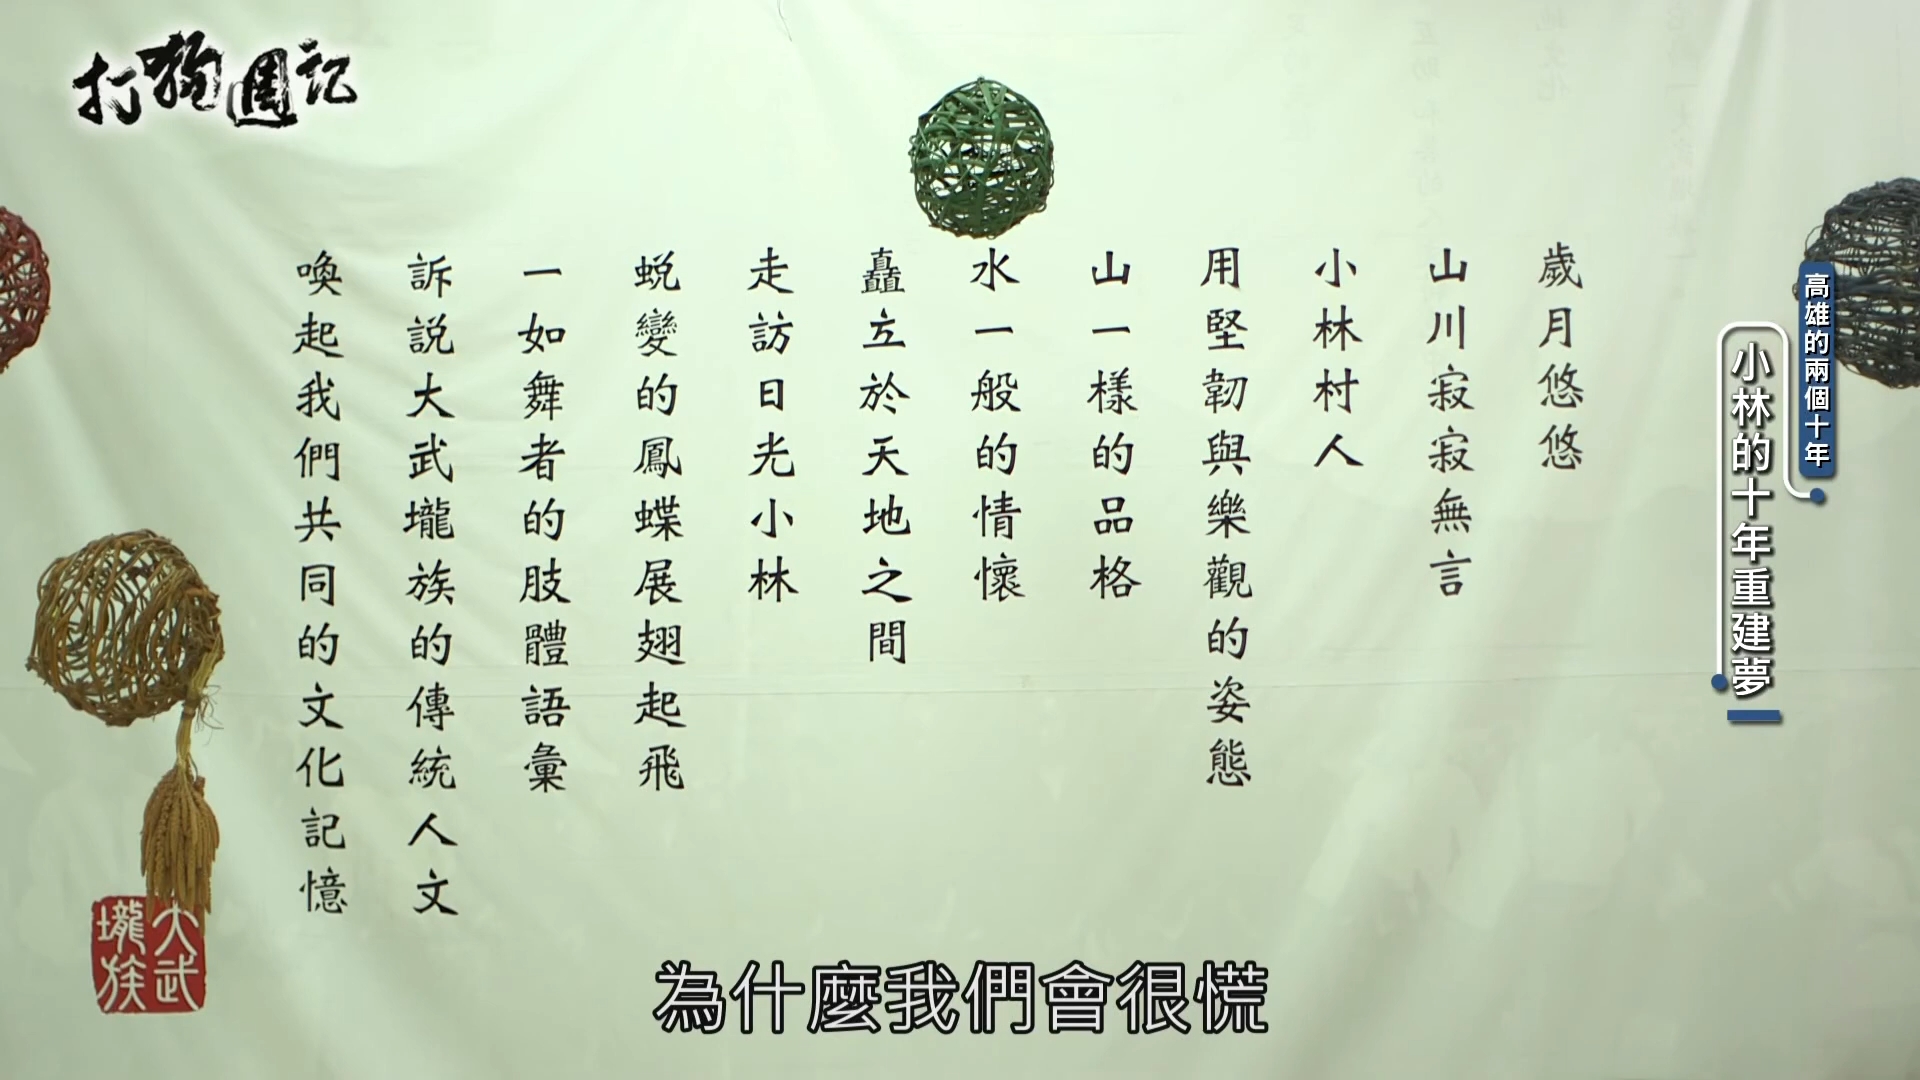 打狗週記
高雄的兩個十年
小林的十年重建夢
歲月悠悠
山川寂寂無言
小林村人
用堅韌與樂觀的姿態
山一樣的品格
水一般的情懷
矗立於天地之間
走訪日光小林
蛻變的鳳蝶展翅起飛
一如舞者的肢體語彙
訴説大武壠族的傳統人文
喚起我們共同的文化記憶
大武
壠族
為什麼我們會很慌